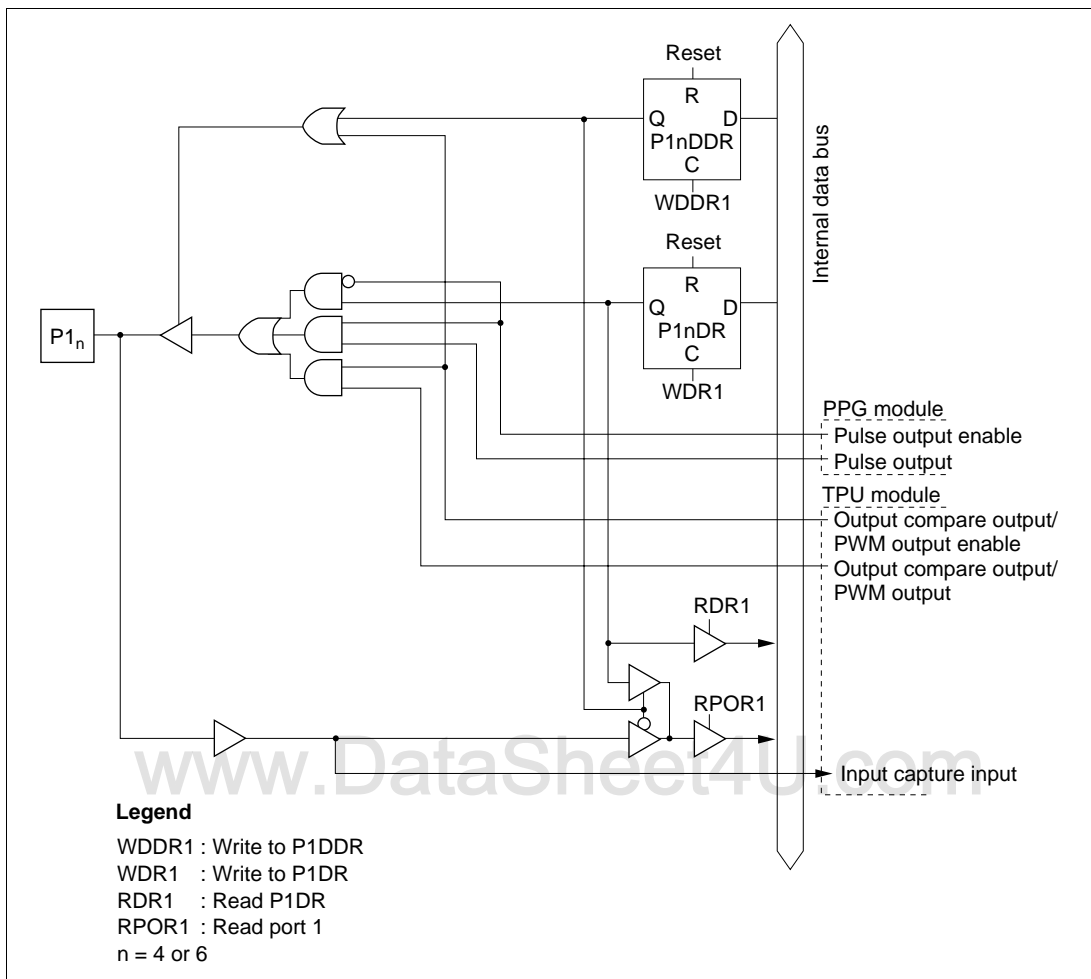 Reset
R
Q D
P1nDDR
C
WDDR1
Internal data bus
Reset
R
Q D
P1nDR
C
WDR1
P1n
PPG module
Pulse output enable
Pulse output
TPU module
Output compare output/
PWM output enable
Output compare output/
PWM output
RDR1
RPOR1
Input capture input
www.DataSheet4U.com
Legend
WDDR1 : Write to P1DDR
WDR1 : Write to P1DR
RDR1 : Read P1DR
RPOR1 : Read port 1
n = 4 or 6